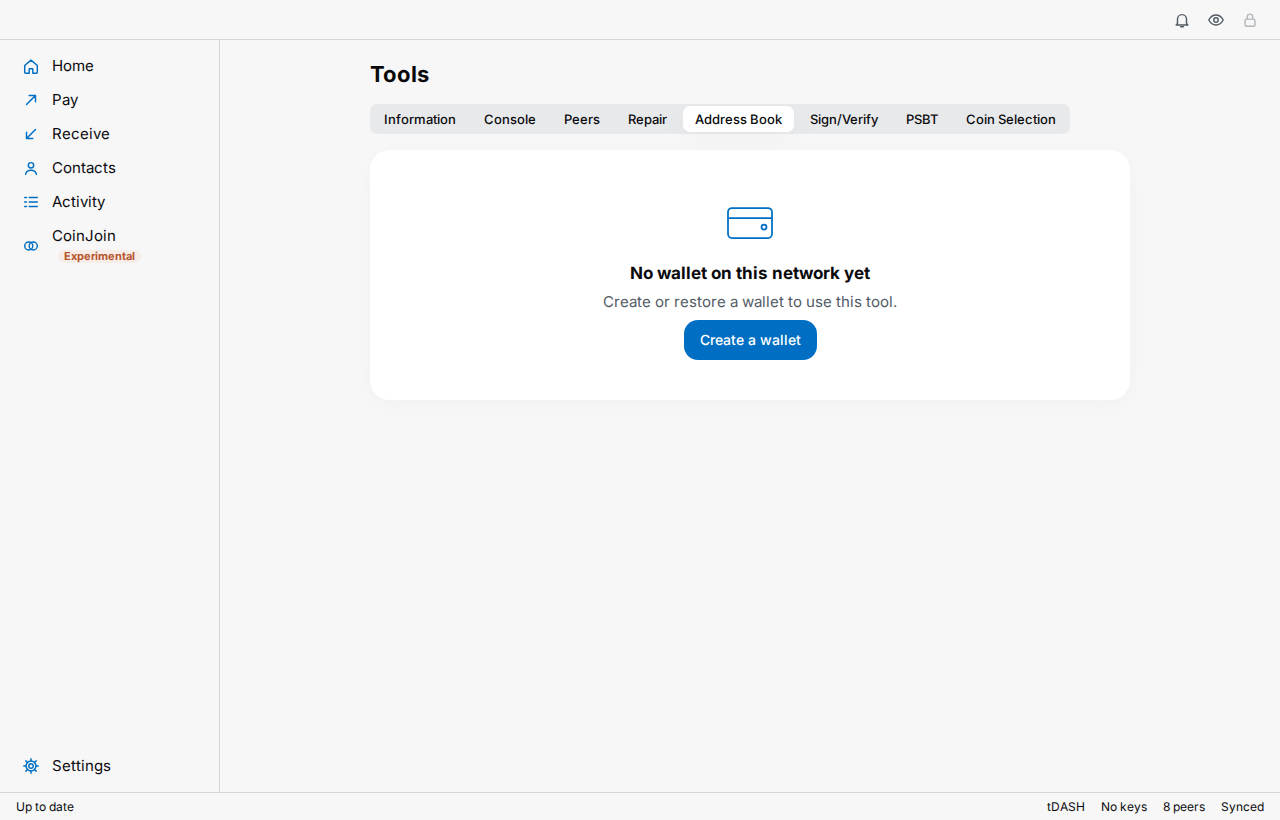 Home
Pay
Receive
Contacts
Activity
CoinJoin
Experimental
Settings
Tools
Information Console Peers Repair Address Book Sign/Verify PSBT Coin Selection
No wallet on this network yet
Create or restore a wallet to use this tool.
Create a wallet
Up to date tDASH No keys 8 peers Synced